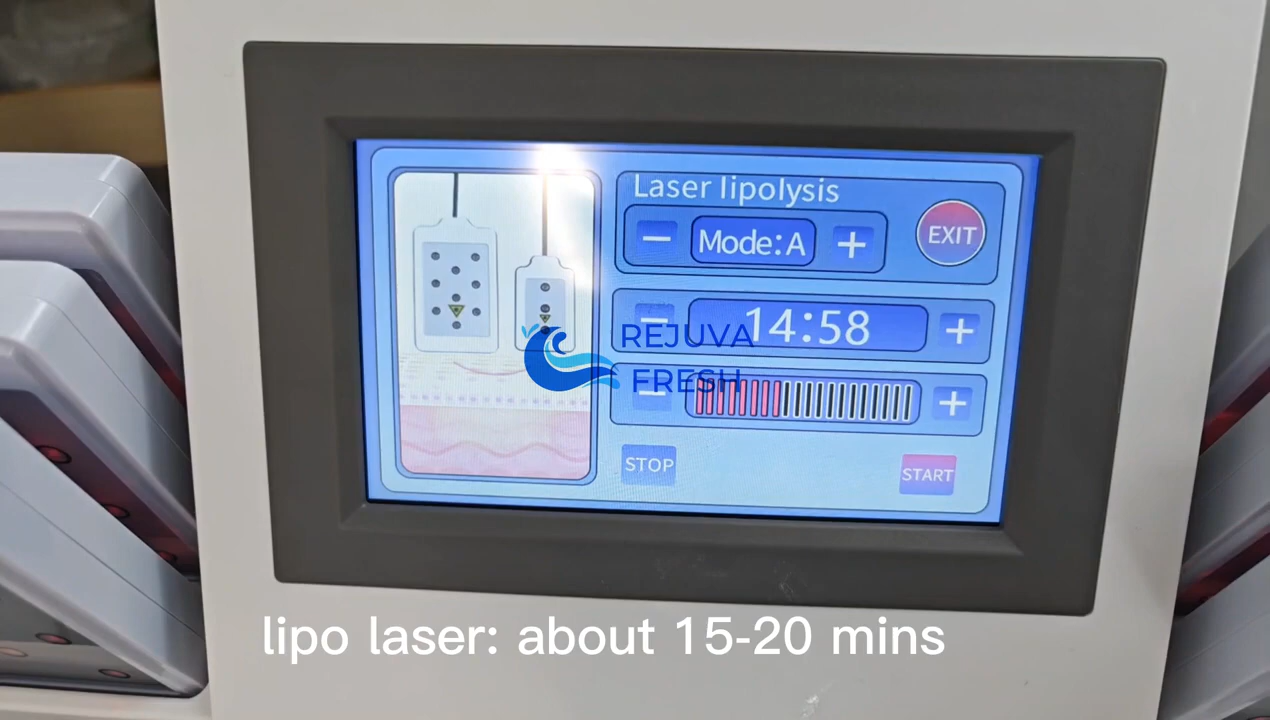 Laser lipolysis
− Mode:A +
EXIT
− 14:58 +
REJUVA
FRESH
− +
STOP
START
lipo laser: about 15-20 mins